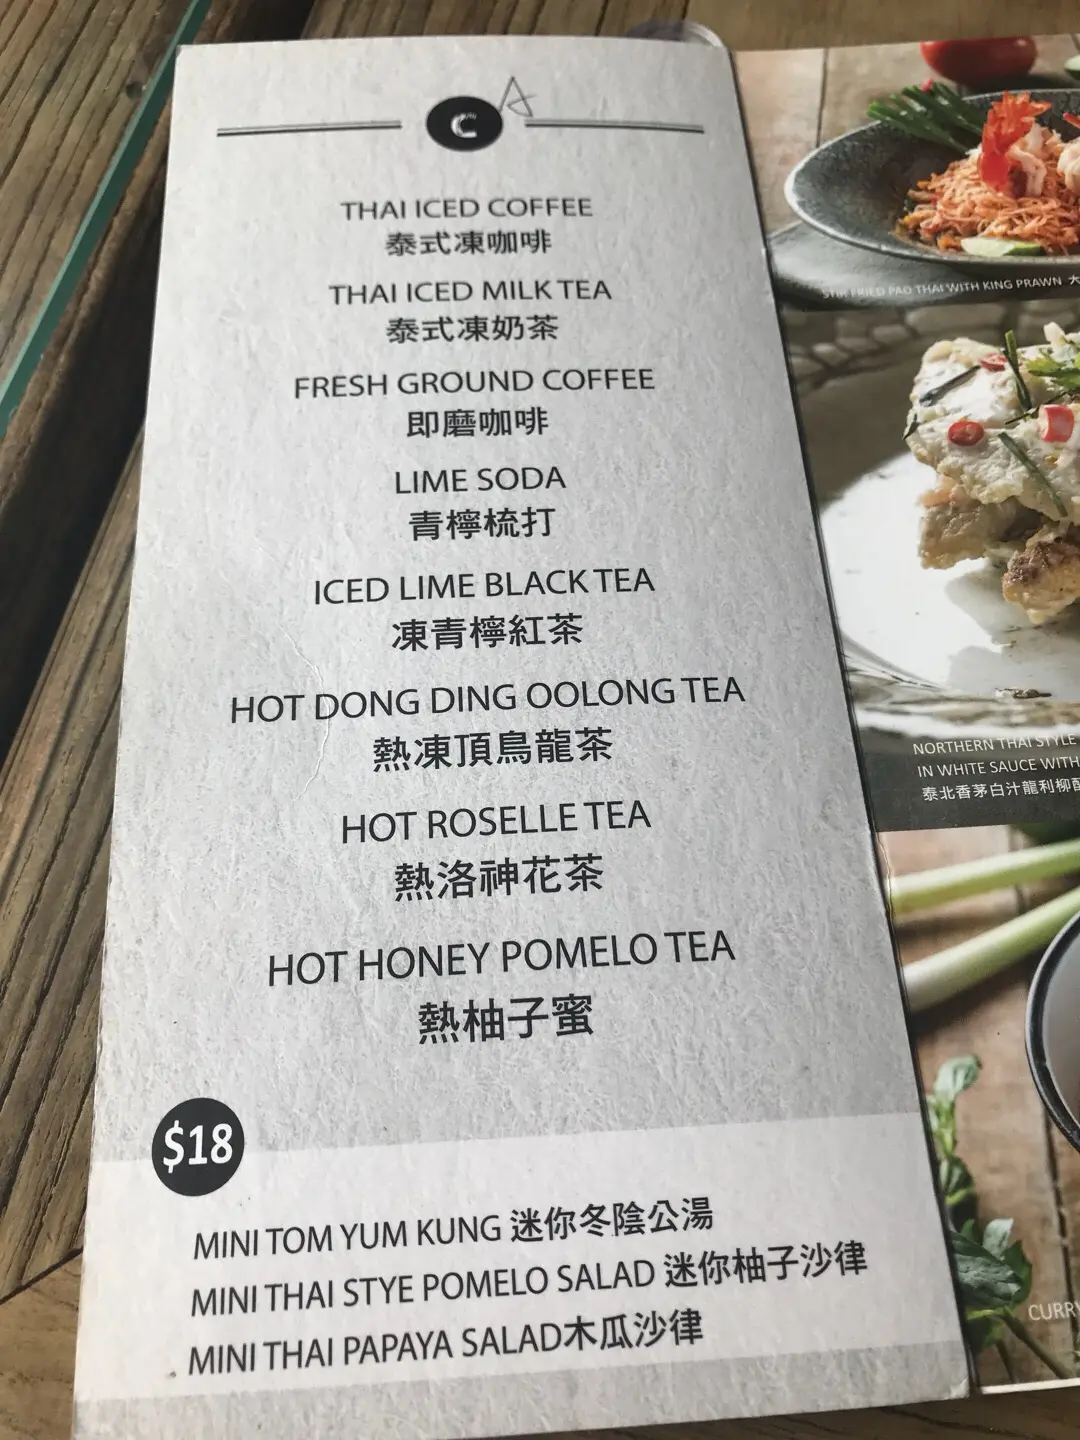 C
THAI ICED COFFEE
泰式凍咖啡
THAI ICED MILK TEA
泰式凍奶茶
FRESH GROUND COFFEE
即磨咖啡
LIME SODA
青檸梳打
ICED LIME BLACK TEA
凍青檸紅茶
HOT DONG DING OOLONG TEA
熱凍頂烏龍茶
HOT ROSELLE TEA
熱洛神花茶
HOT HONEY POMELO TEA
熱柚子蜜
$18
MINI TOM YUM KUNG 迷你冬陰公湯
MINI THAI STYE POMELO SALAD 迷你柚子沙律
MINI THAI PAPAYA SALAD木瓜沙律
STIR FRIED PAD THAI WITH KING PRAWN 大
NORTHERN THAI STYLE
IN WHITE SAUCE WITH
泰北香茅白汁龍利柳
CURRY